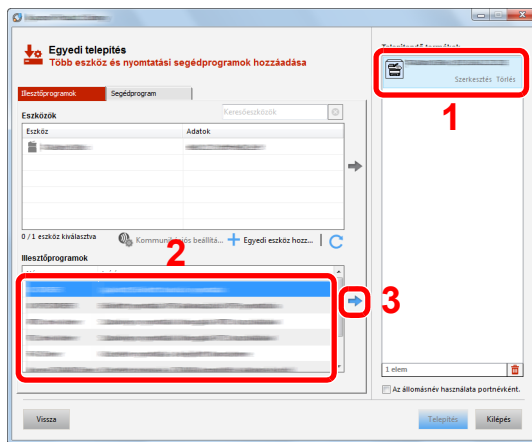 Egyedi telepítés
Több eszköz és nyomtatási segédprogramok hozzáadása
Telepítendő termékek
Szerkesztés Törlés
1
Illesztőprogramok Segédprogram
Eszközök
Keresőeszközök
Eszköz Adatok
0 / 1 eszköz kiválasztva
Kommunikációs beállítá... Egyedi eszköz hozz...
2
Illesztőprogramok
3
1 elem
Az állomásnév használata portnévként.
Vissza Telepítés Kilépés